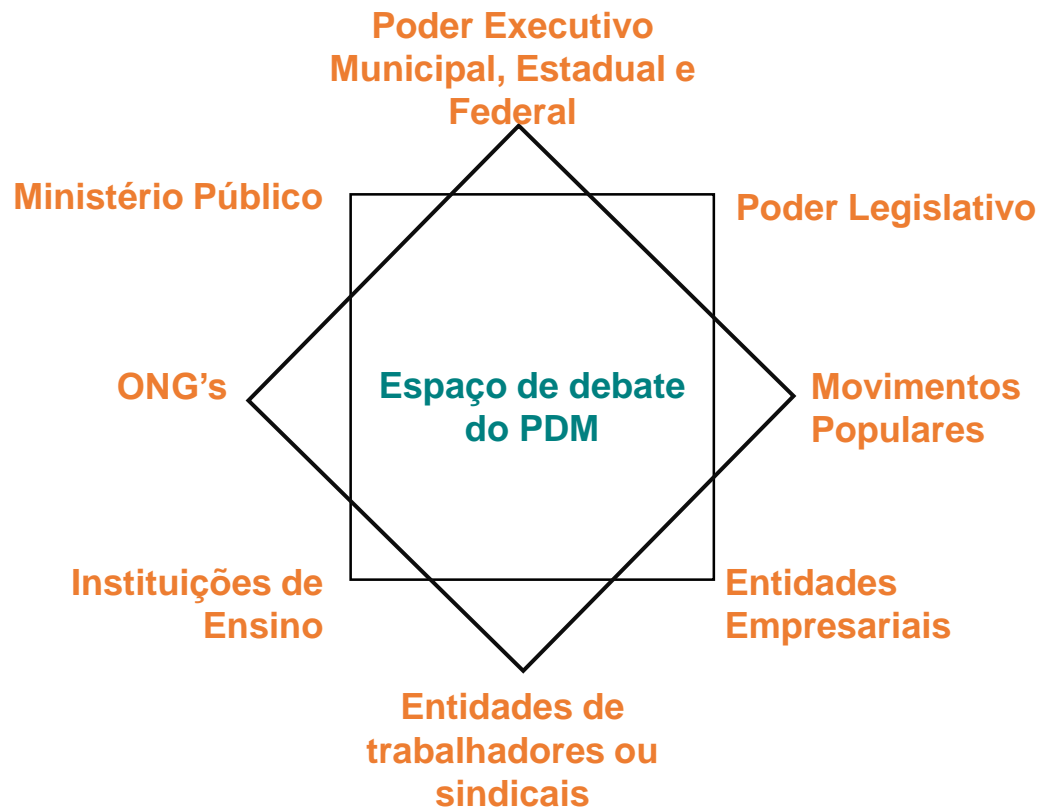 Poder Executivo
Municipal, Estadual e
Federal
Ministério Público
Poder Legislativo
ONG’s
Espaço de debate
do PDM
Movimentos
Populares
Instituições de
Ensino
Entidades
Empresariais
Entidades de
trabalhadores ou
sindicais